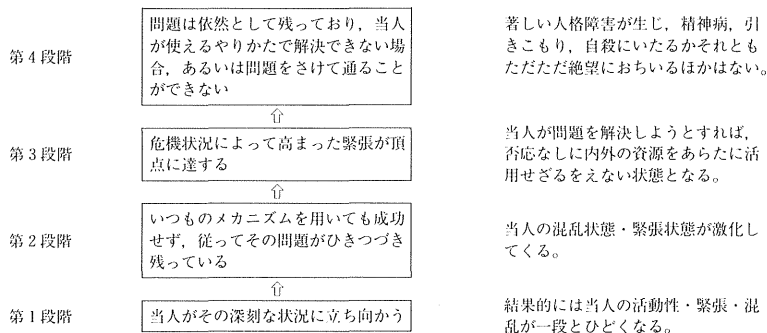 第4段階
問題は依然として残っており，当人
が使えるやりかたで解決できない場
合，あるいは問題をさけて通ること
ができない
著しい人格障害が生じ，精神病，引
きこもり，自殺にいたるかそれとも
ただただ絶望におちいるほかはない。
⇧
第3段階
危機状況によって高まった緊張が頂
点に達する
当人が問題を解決しようとすれば，
否応なしに内外の資源をあらたに活
用せざるをえない状態となる。
⇧
第2段階
いつものメカニズムを用いても成功
せず，従ってその問題がひきつづき
残っている
当人の混乱状態・緊張状態が激化し
てくる。
⇧
第1段階
当人がその深刻な状況に立ち向かう
結果的には当人の活動性・緊張・混
乱が一段とひどくなる。